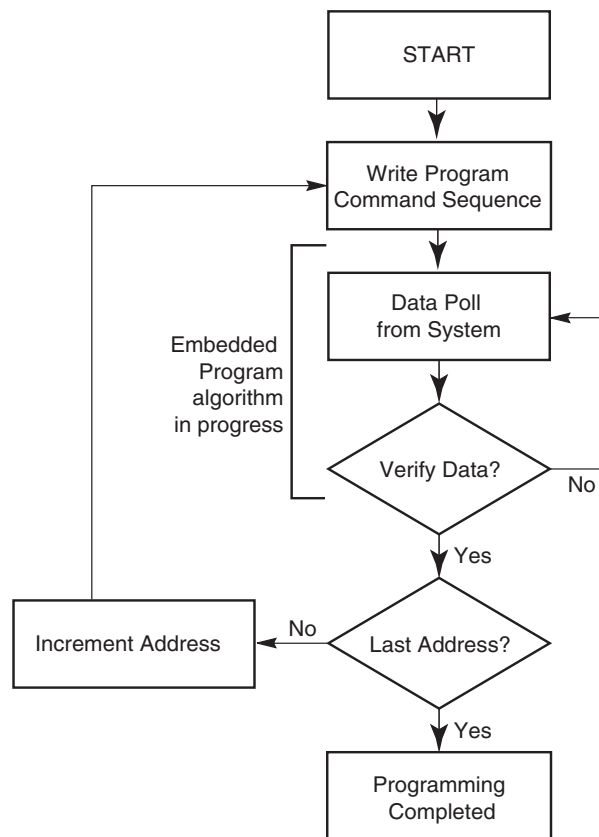 START
Write Program
Command Sequence
Data Poll
from System
Embedded
Program
algorithm
in progress
Verify Data?
No
Yes
Last Address?
No
Increment Address
Yes
Programming
Completed